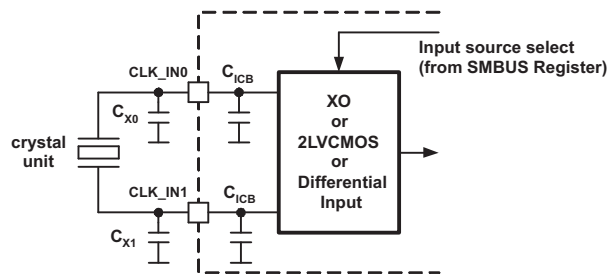 CLK_IN0
C_ICB
Input source select
(from SMBUS Register)
C_X0
XO
or
2LVCMOS
or
Differential
Input
crystal
unit
CLK_IN1
C_ICB
C_X1